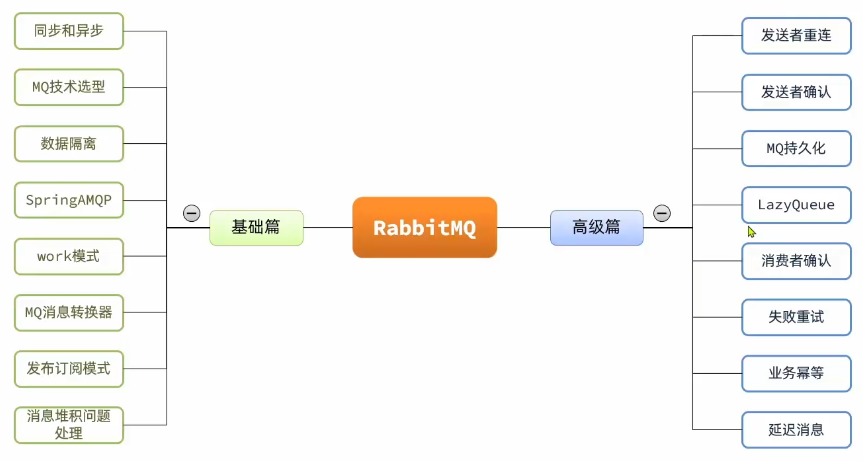 同步和异步
MQ技术选型
数据隔离
SpringAMQP
work模式
MQ消息转换器
发布订阅模式
消息堆积问题
处理
基础篇
RabbitMQ
高级篇
发送者重连
发送者确认
MQ持久化
LazyQueue
消费者确认
失败重试
业务幂等
延迟消息